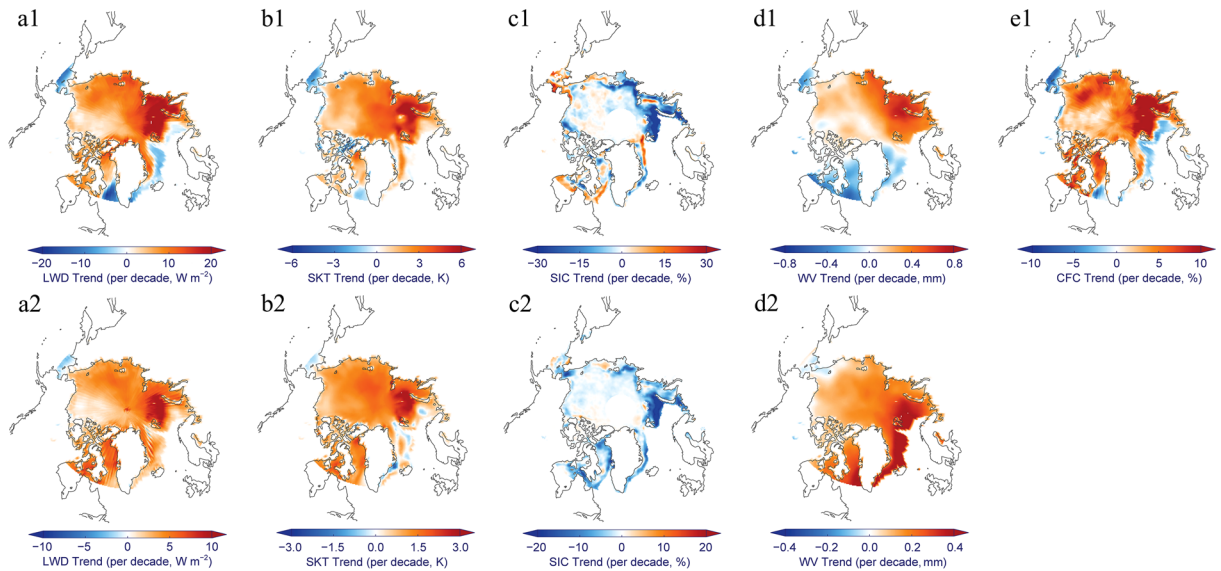 a1 b1 c1 d1 e1
−20 −10 0 10 20 −6 −3 0 3 6 −30 −15 0 15 30 −0.8 −0.4 0.0 0.4 0.8 −10 −5 0 5 10
LWD Trend (per decade, W m⁻²) SKT Trend (per decade, K) SIC Trend (per decade, %) WV Trend (per decade, mm) CFC Trend (per decade, %)
a2 b2 c2 d2
−10 −5 0 5 10 −3.0 −1.5 0.0 1.5 3.0 −20 −10 0 10 20 −0.4 −0.2 0.0 0.2 0.4
LWD Trend (per decade, W m⁻²) SKT Trend (per decade, K) SIC Trend (per decade, %) WV Trend (per decade, mm)